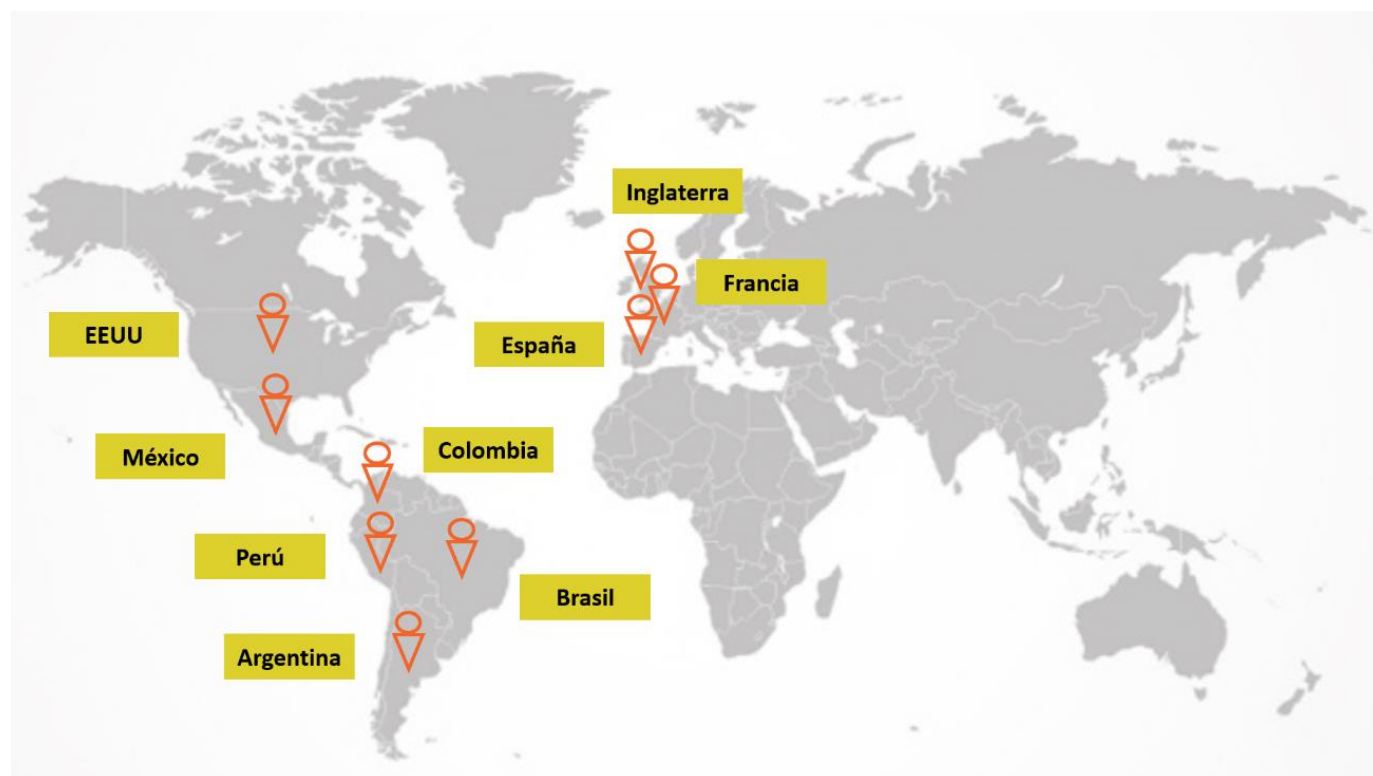 Inglaterra
Francia
EEUU
España
México
Colombia
Perú
Brasil
Argentina